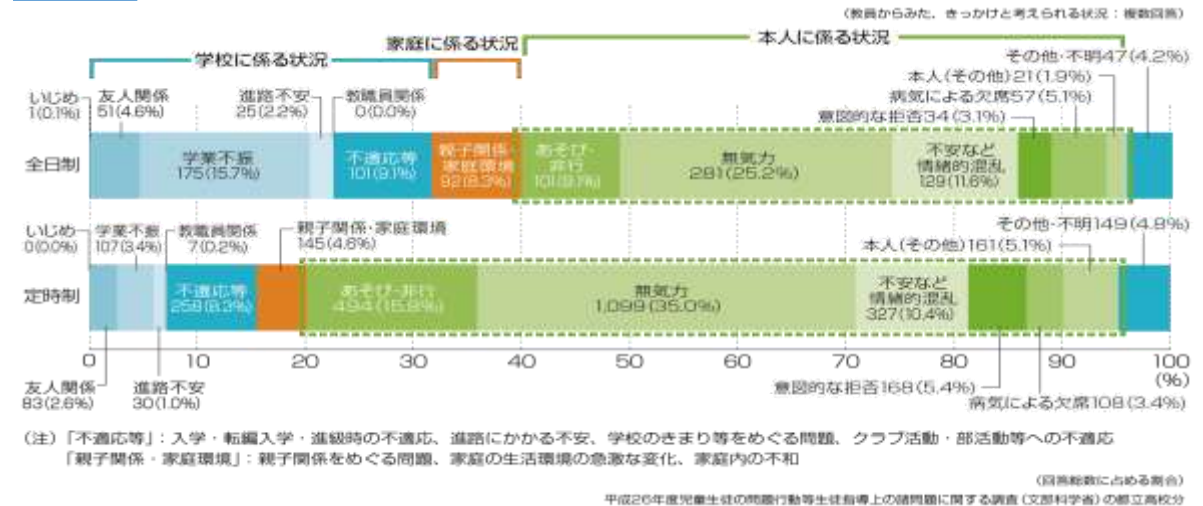 (教員からみた、きっかけと考えられる状況:複数回答)
学校に係る状況
家庭に係る状況
本人に係る状況
その他・不明47(4.2%)
本人(その他)21(1.9%)
病気による欠席57(5.1%)
意図的な拒否34(3.1%)
いじめ
1(0.1%)
友人関係
51(4.6%)
進路不安
25(2.2%)
教職員関係
0(0.0%)
全日制
学業不振
175(15.7%)
不適応等
101(9.1%)
親子関係・
家庭環境
92(8.3%)
あそび・
非行
101(9.1%)
無気力
281(25.2%)
不安など
情緒的混乱
129(11.6%)
いじめ
0(0.0%)
学業不振
107(3.4%)
教職員関係
7(0.2%)
親子関係・家庭環境
145(4.6%)
その他・不明149(4.8%)
本人(その他)161(5.1%)
定時制
不適応等
258(8.3%)
あそび・非行
494(15.8%)
無気力
1,099(35.0%)
不安など
情緒的混乱
327(10.4%)
0 10 20 30 40 50 60 70 80 90 100
(%)
友人関係
83(2.6%)
進路不安
30(1.0%)
意図的な拒否168(5.4%)
病気による欠席108(3.4%)
(注)「不適応等」:入学・転編入学・進級時の不適応、進路にかかる不安、学校のきまり等をめぐる問題、クラブ活動・部活動等への不適応
「親子関係・家庭環境」:親子関係をめぐる問題、家庭の生活環境の急激な変化、家庭内の不和
(回答総数に占める割合)
平成26年度児童生徒の問題行動等生徒指導上の諸問題に関する調査(文部科学省)の都立高校分